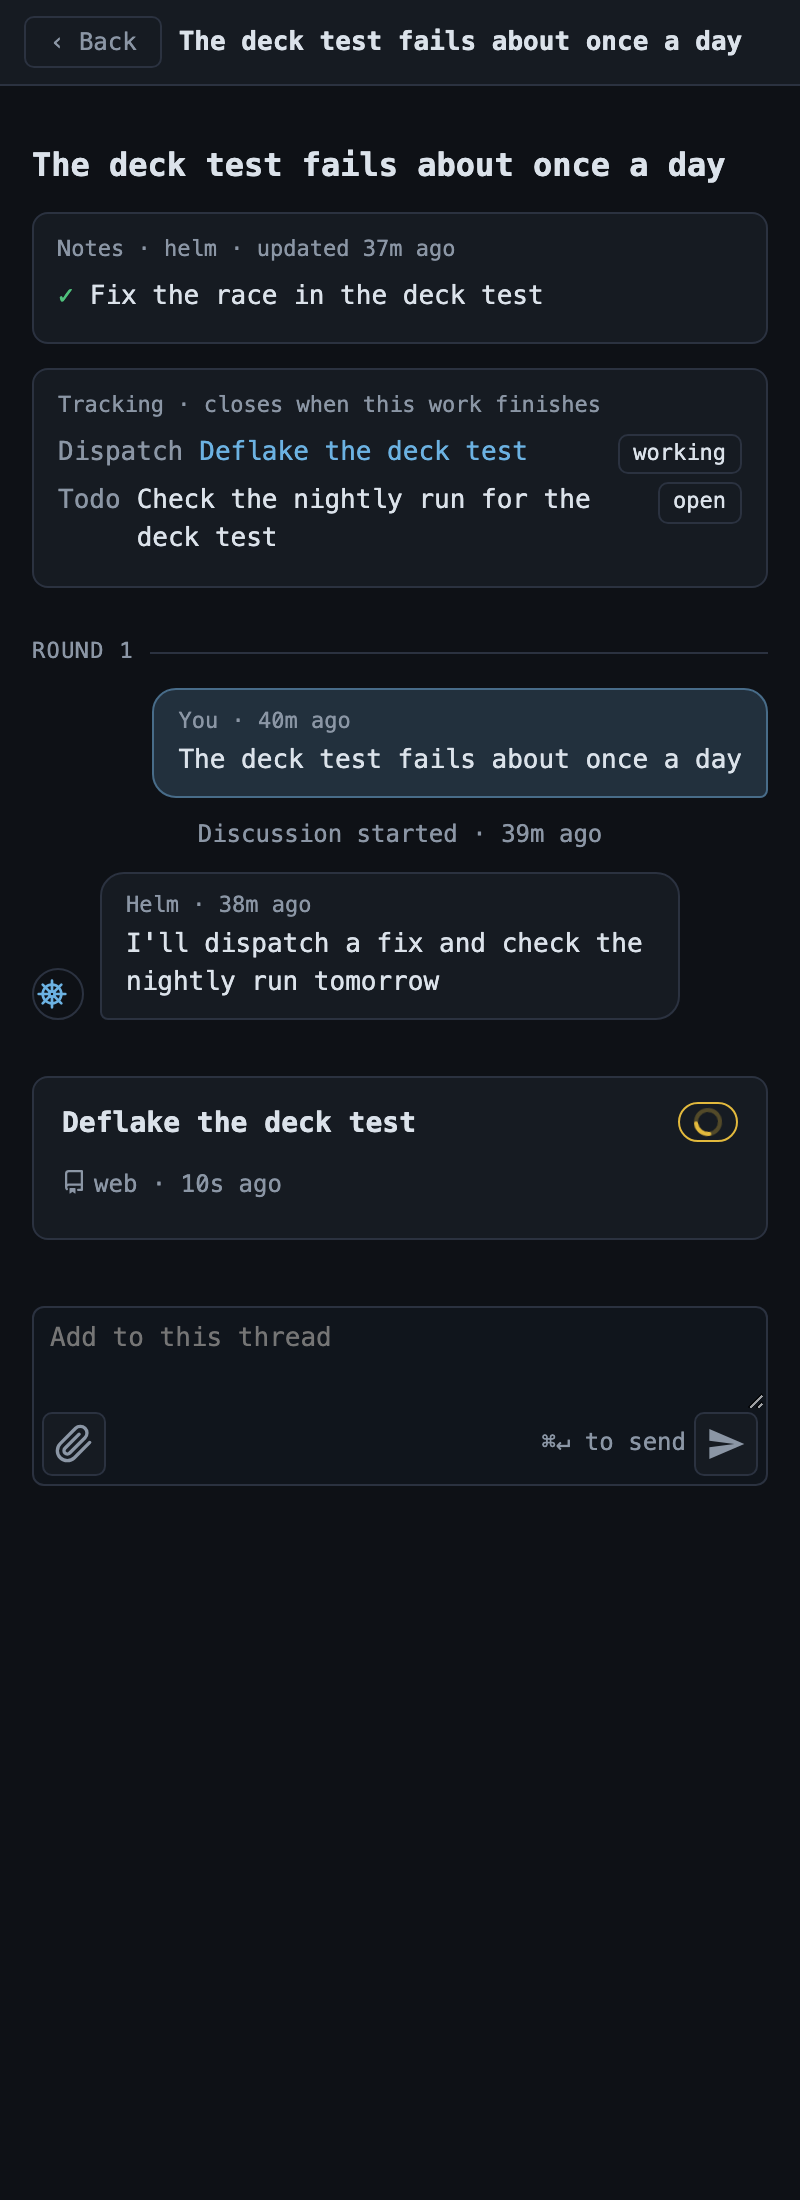 ‹ Back The deck test fails about once a day
The deck test fails about once a day
Notes · helm · updated 37m ago
✓ Fix the race in the deck test
Tracking · closes when this work finishes
Dispatch Deflake the deck test working
Todo Check the nightly run for the open
deck test
ROUND 1
You · 40m ago
The deck test fails about once a day
Discussion started · 39m ago
Helm · 38m ago
I'll dispatch a fix and check the
nightly run tomorrow
Deflake the deck test
web · 10s ago
Add to this thread
⌘↵ to send